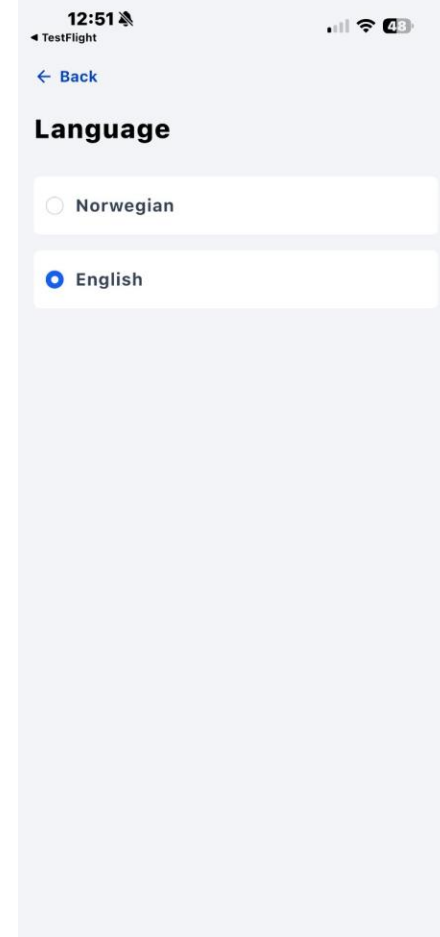 12:51
48
◀ TestFlight
← Back
Language
Norwegian
English